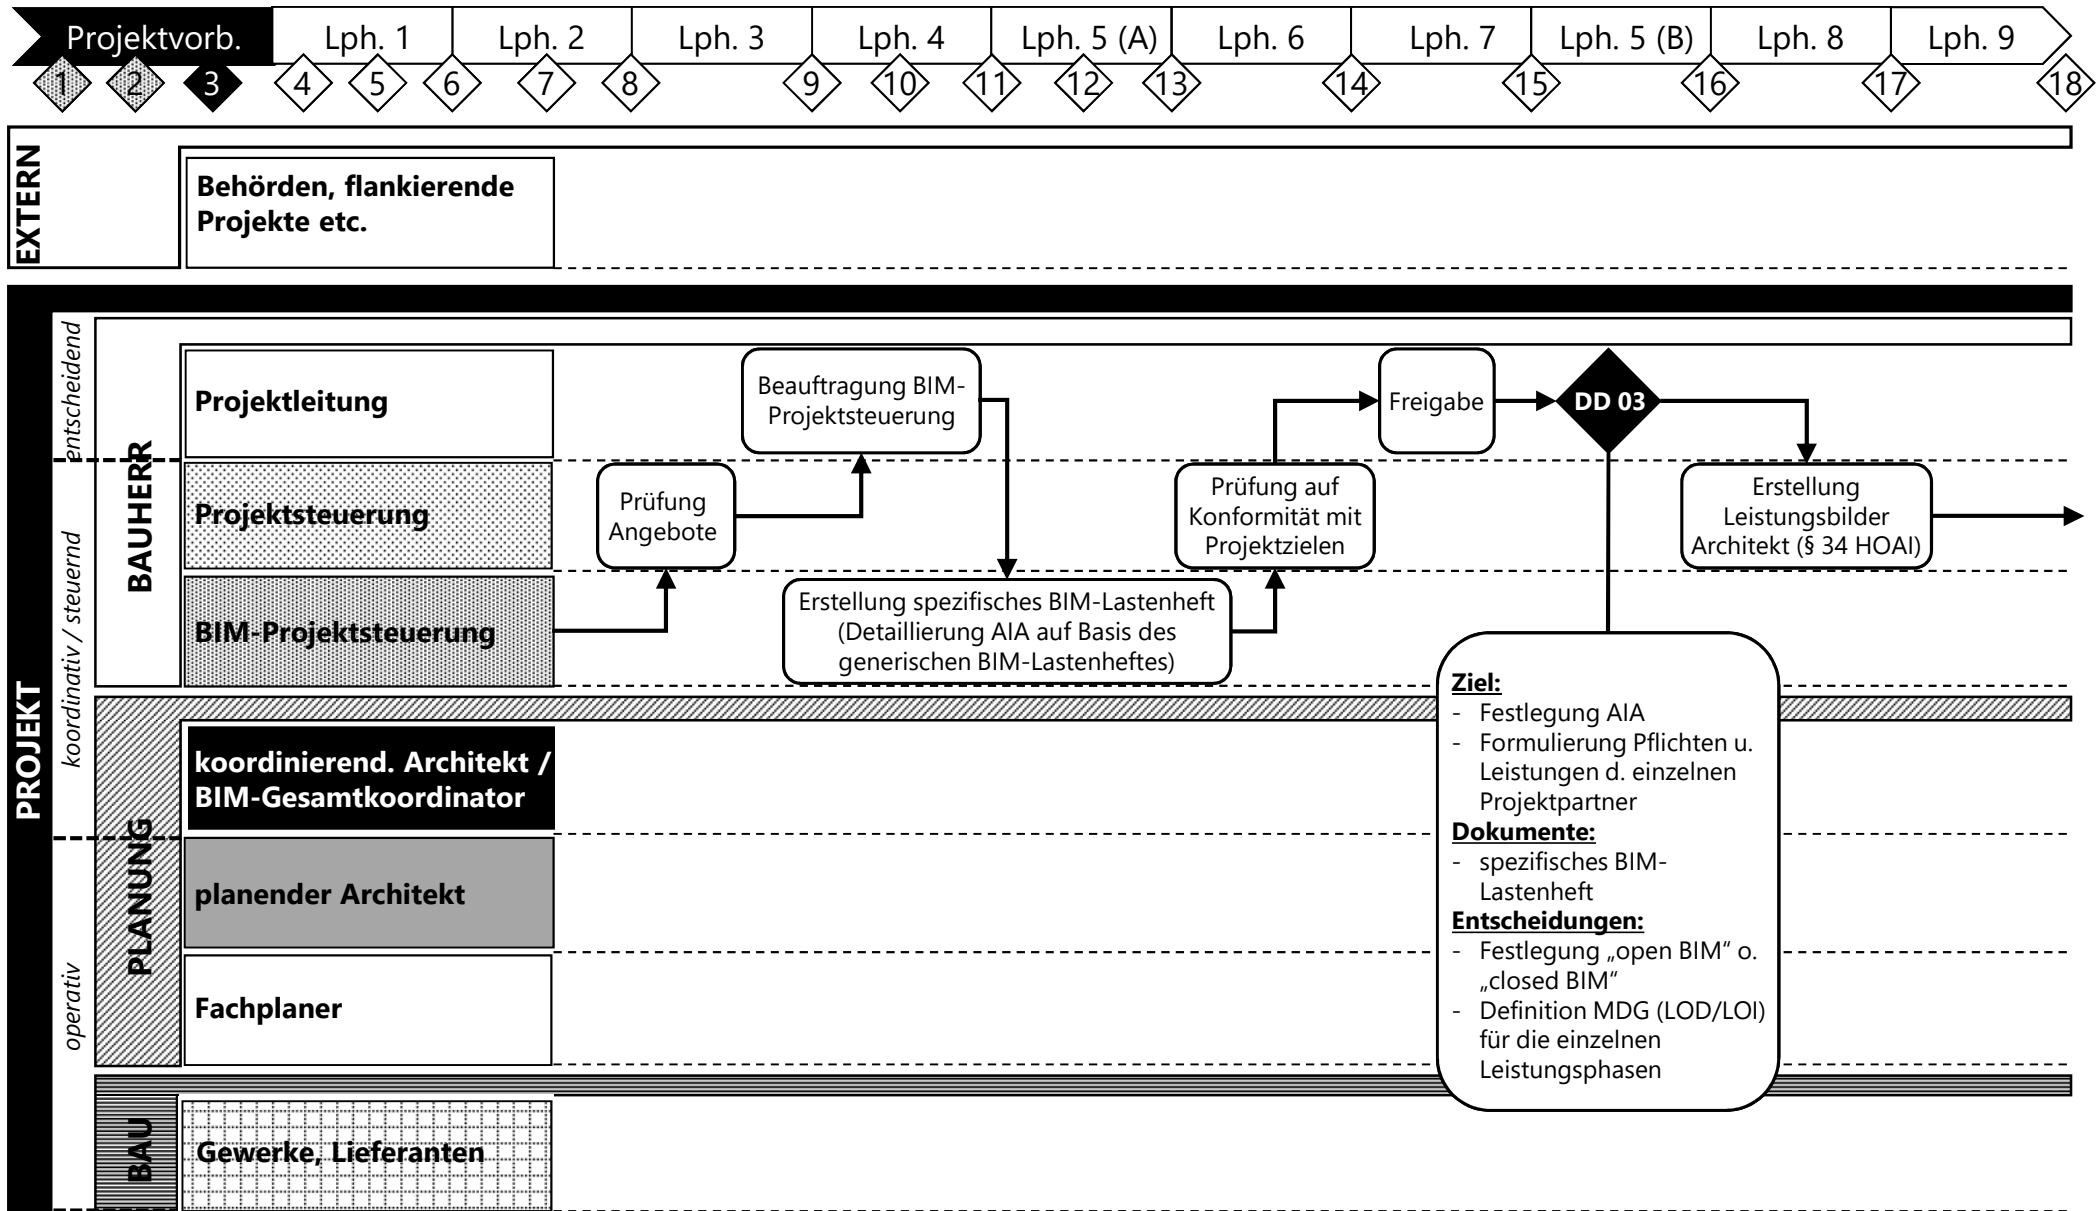 Projektvorb.
Lph. 1
Lph. 2
Lph. 3
Lph. 4
Lph. 5 (A)
Lph. 6
Lph. 7
Lph. 5 (B)
Lph. 8
Lph. 9
1
2
3
4
5
6
7
8
9
10
11
12
13
14
15
16
17
18
EXTERN
Behörden, flankierende
Projekte etc.
PROJEKT
entscheidend
koordinativ / steuernd
operativ
BAUHERR
Projektleitung
Projektsteuerung
BIM-Projektsteuerung
Prüfung
Angebote
Beauftragung BIM-
Projektsteuerung
Erstellung spezifisches BIM-Lastenheft
(Detaillierung AIA auf Basis des
generischen BIM-Lastenheftes)
Prüfung auf
Konformität mit
Projektzielen
Freigabe
DD 03
Erstellung
Leistungsbilder
Architekt (§ 34 HOAI)
Ziel:
- Festlegung AIA
- Formulierung Pflichten u.
Leistungen d. einzelnen
Projektpartner
Dokumente:
- spezifisches BIM-
Lastenheft
Entscheidungen:
- Festlegung „open BIM“ o.
„closed BIM“
- Definition MDG (LOD/LOI)
für die einzelnen
Leistungsphasen
PLANUNG
koordinierend. Architekt /
BIM-Gesamtkoordinator
planender Architekt
Fachplaner
BAU
Gewerke, Lieferanten